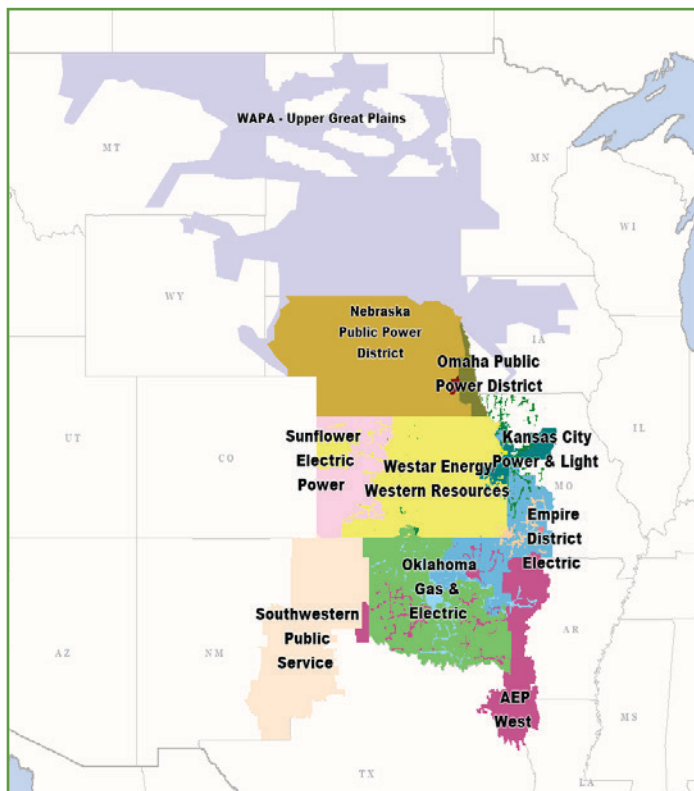 WAPA - Upper Great Plains
MT
MN
WI
WY
Nebraska
Public Power
District
IA
Omaha Public
Power District
UT
CO
IL
Sunflower
Electric
Power
Westar Energy
Western Resources
Kansas City
Power & Light
MO
Empire
District
Electric
Oklahoma
Gas &
Electric
Southwestern
Public
Service
AZ
NM
AR
AEP
West
MS
TX
LA